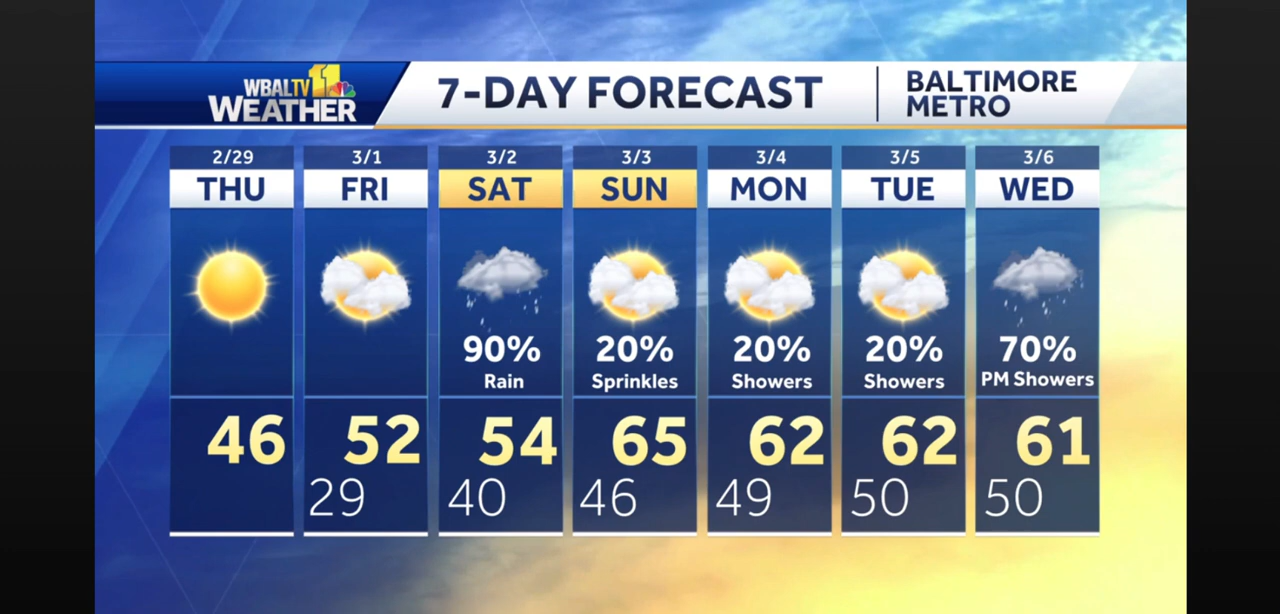 WBALTV 11
WEATHER
7-DAY FORECAST
BALTIMORE
METRO
2/29
THU
46
3/1
FRI
52
29
3/2
SAT
90%
Rain
54
40
3/3
SUN
20%
Sprinkles
65
46
3/4
MON
20%
Showers
62
49
3/5
TUE
20%
Showers
62
50
3/6
WED
70%
PM Showers
61
50